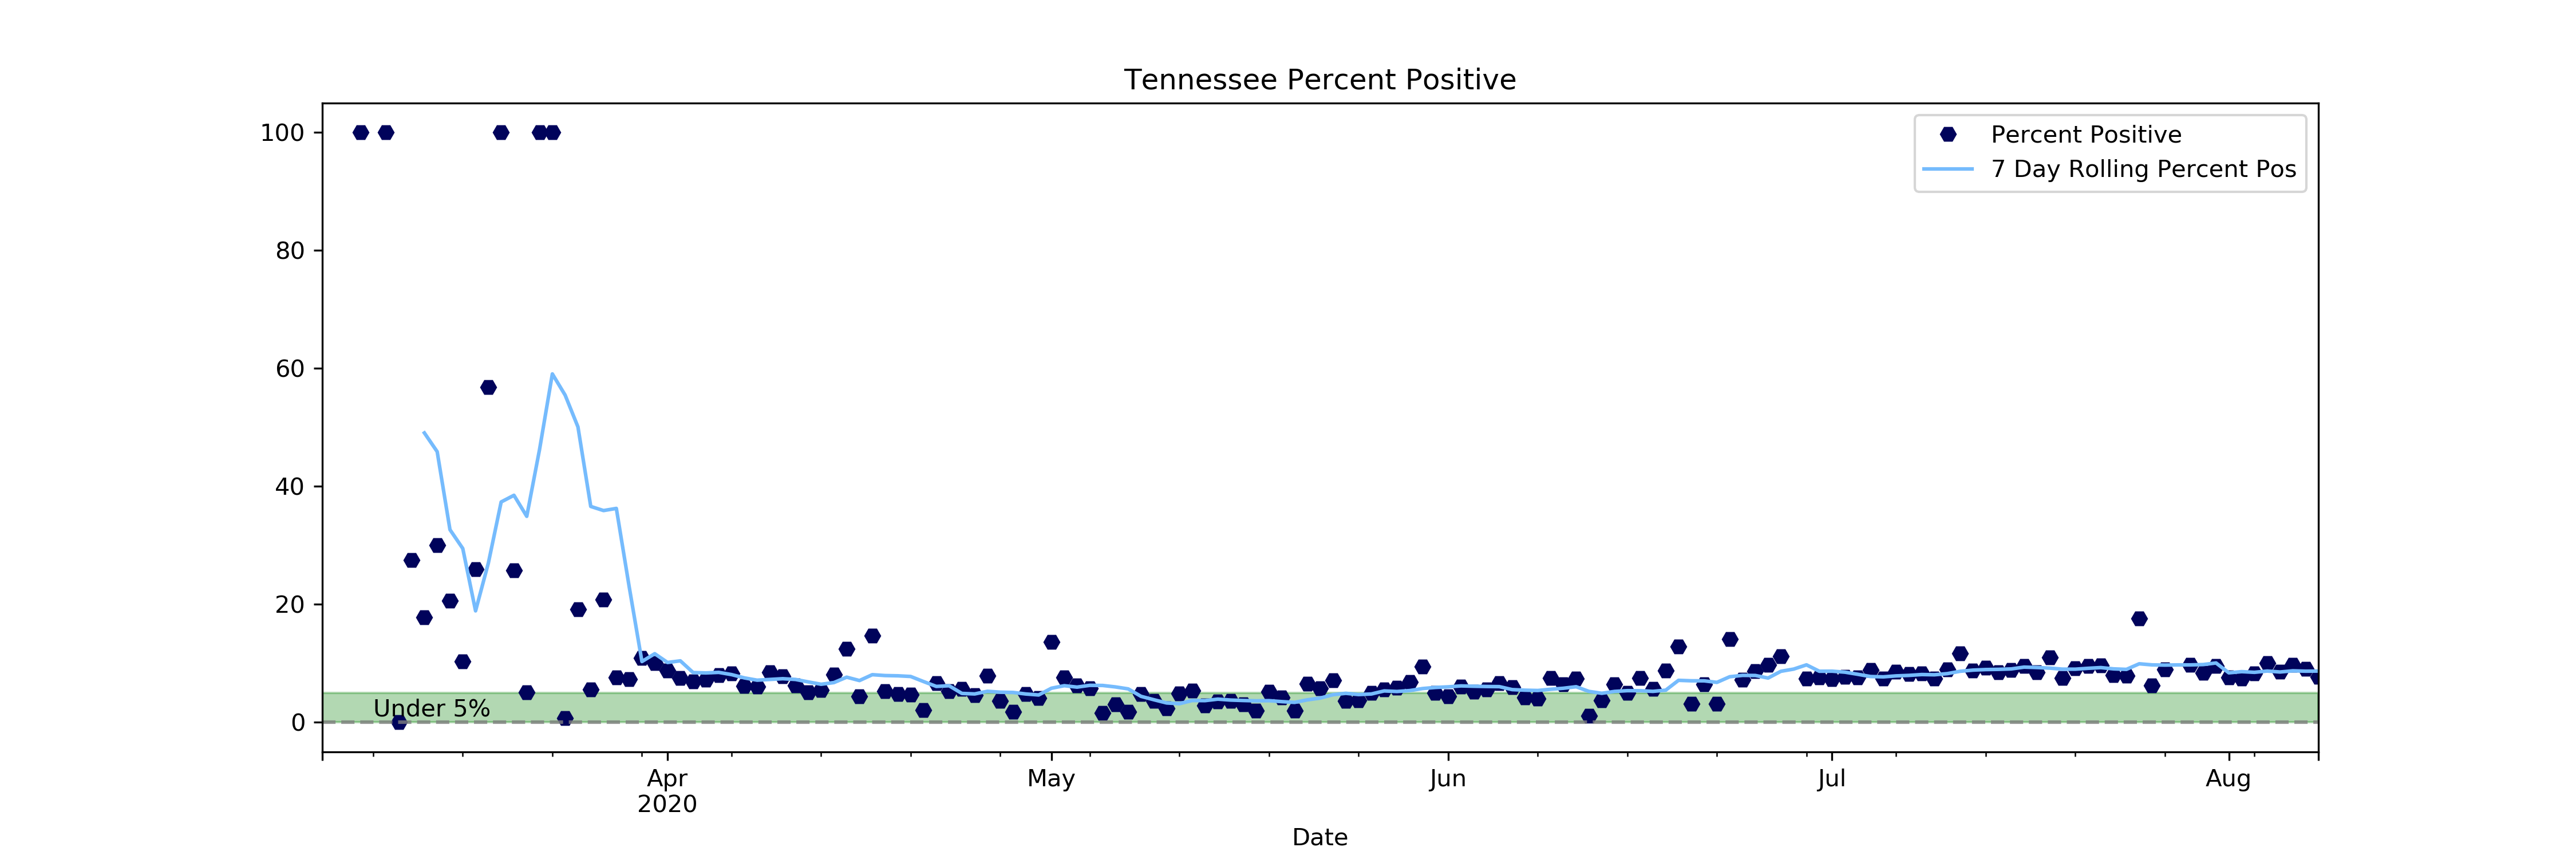 Tennessee Percent Positive
100
80
60
40
20
0
Percent Positive
7 Day Rolling Percent Pos
Under 5%
Apr
2020
May
Jun
Jul
Aug
Date